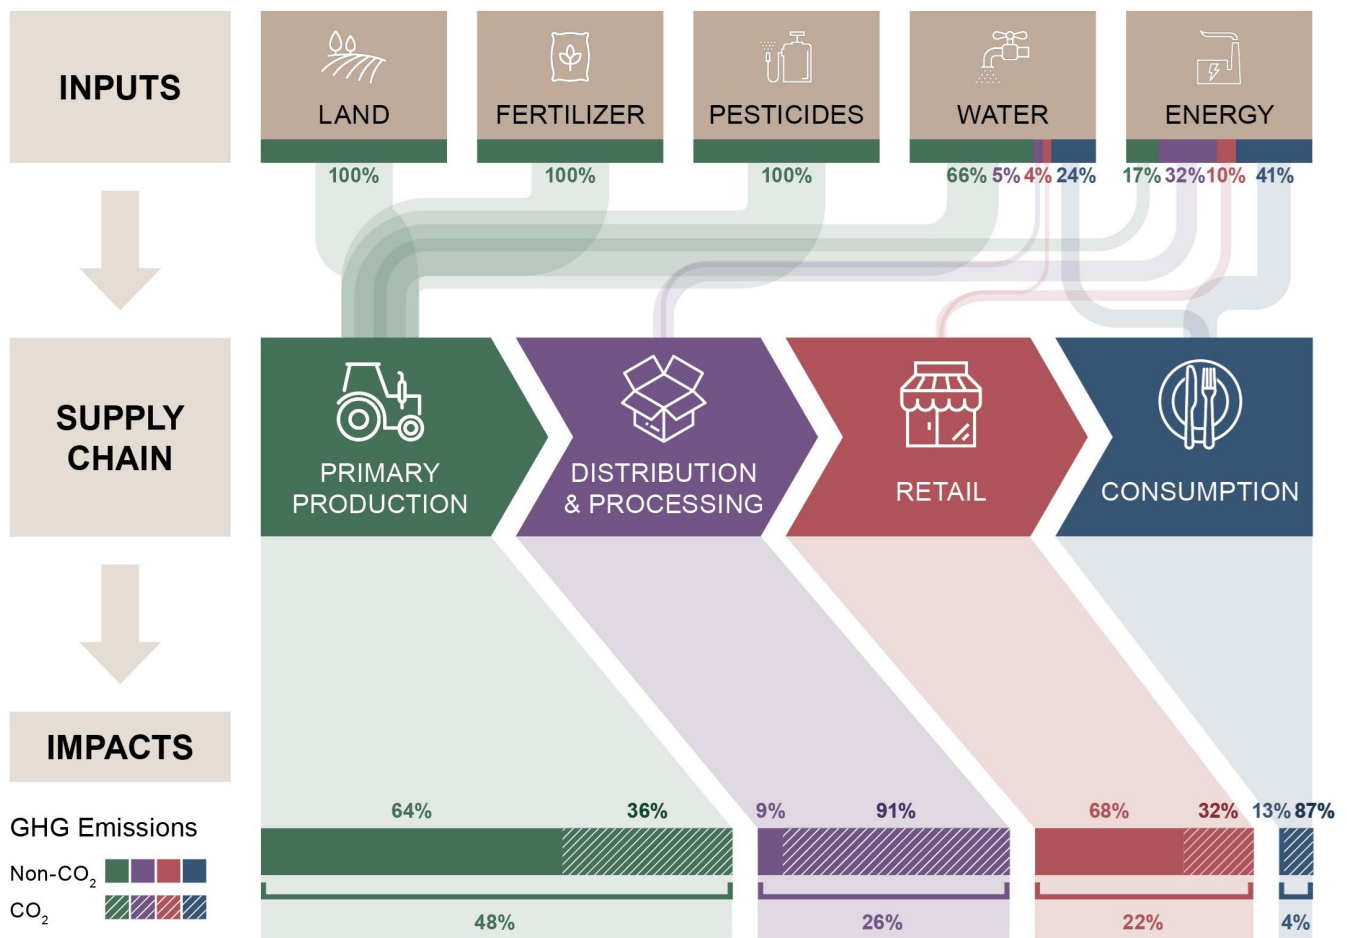 INPUTS
LAND
FERTILIZER
PESTICIDES
WATER
ENERGY
100%
100%
100%
66% 5% 4% 24%
17% 32% 10% 41%
SUPPLY
CHAIN
PRIMARY
PRODUCTION
DISTRIBUTION
& PROCESSING
RETAIL
CONSUMPTION
IMPACTS
GHG Emissions
Non-CO₂
CO₂
64% 36%
9% 91%
68% 32%
13% 87%
48%
26%
22%
4%